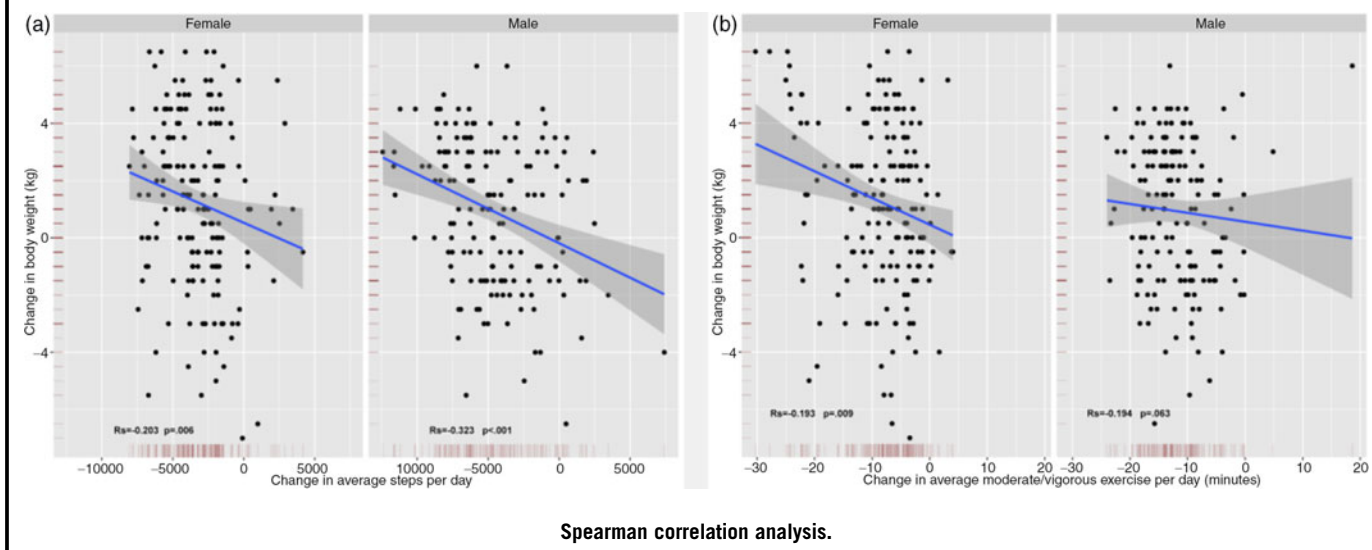 (a)
Female
Male
Change in body weight (kg)
4
0
−4
Rs=-0.203 p=.006
Rs=-0.323 p<.001
−10000 −5000 0 5000
−10000 −5000 0 5000
Change in average steps per day
(b)
Female
Male
Change in body weight (kg)
4
0
−4
Rs=-0.193 p=.009
Rs=-0.194 p=.063
−30 −20 −10 0 10 20
−30 −20 −10 0 10 20
Change in average moderate/vigorous exercise per day (minutes)
Spearman correlation analysis.